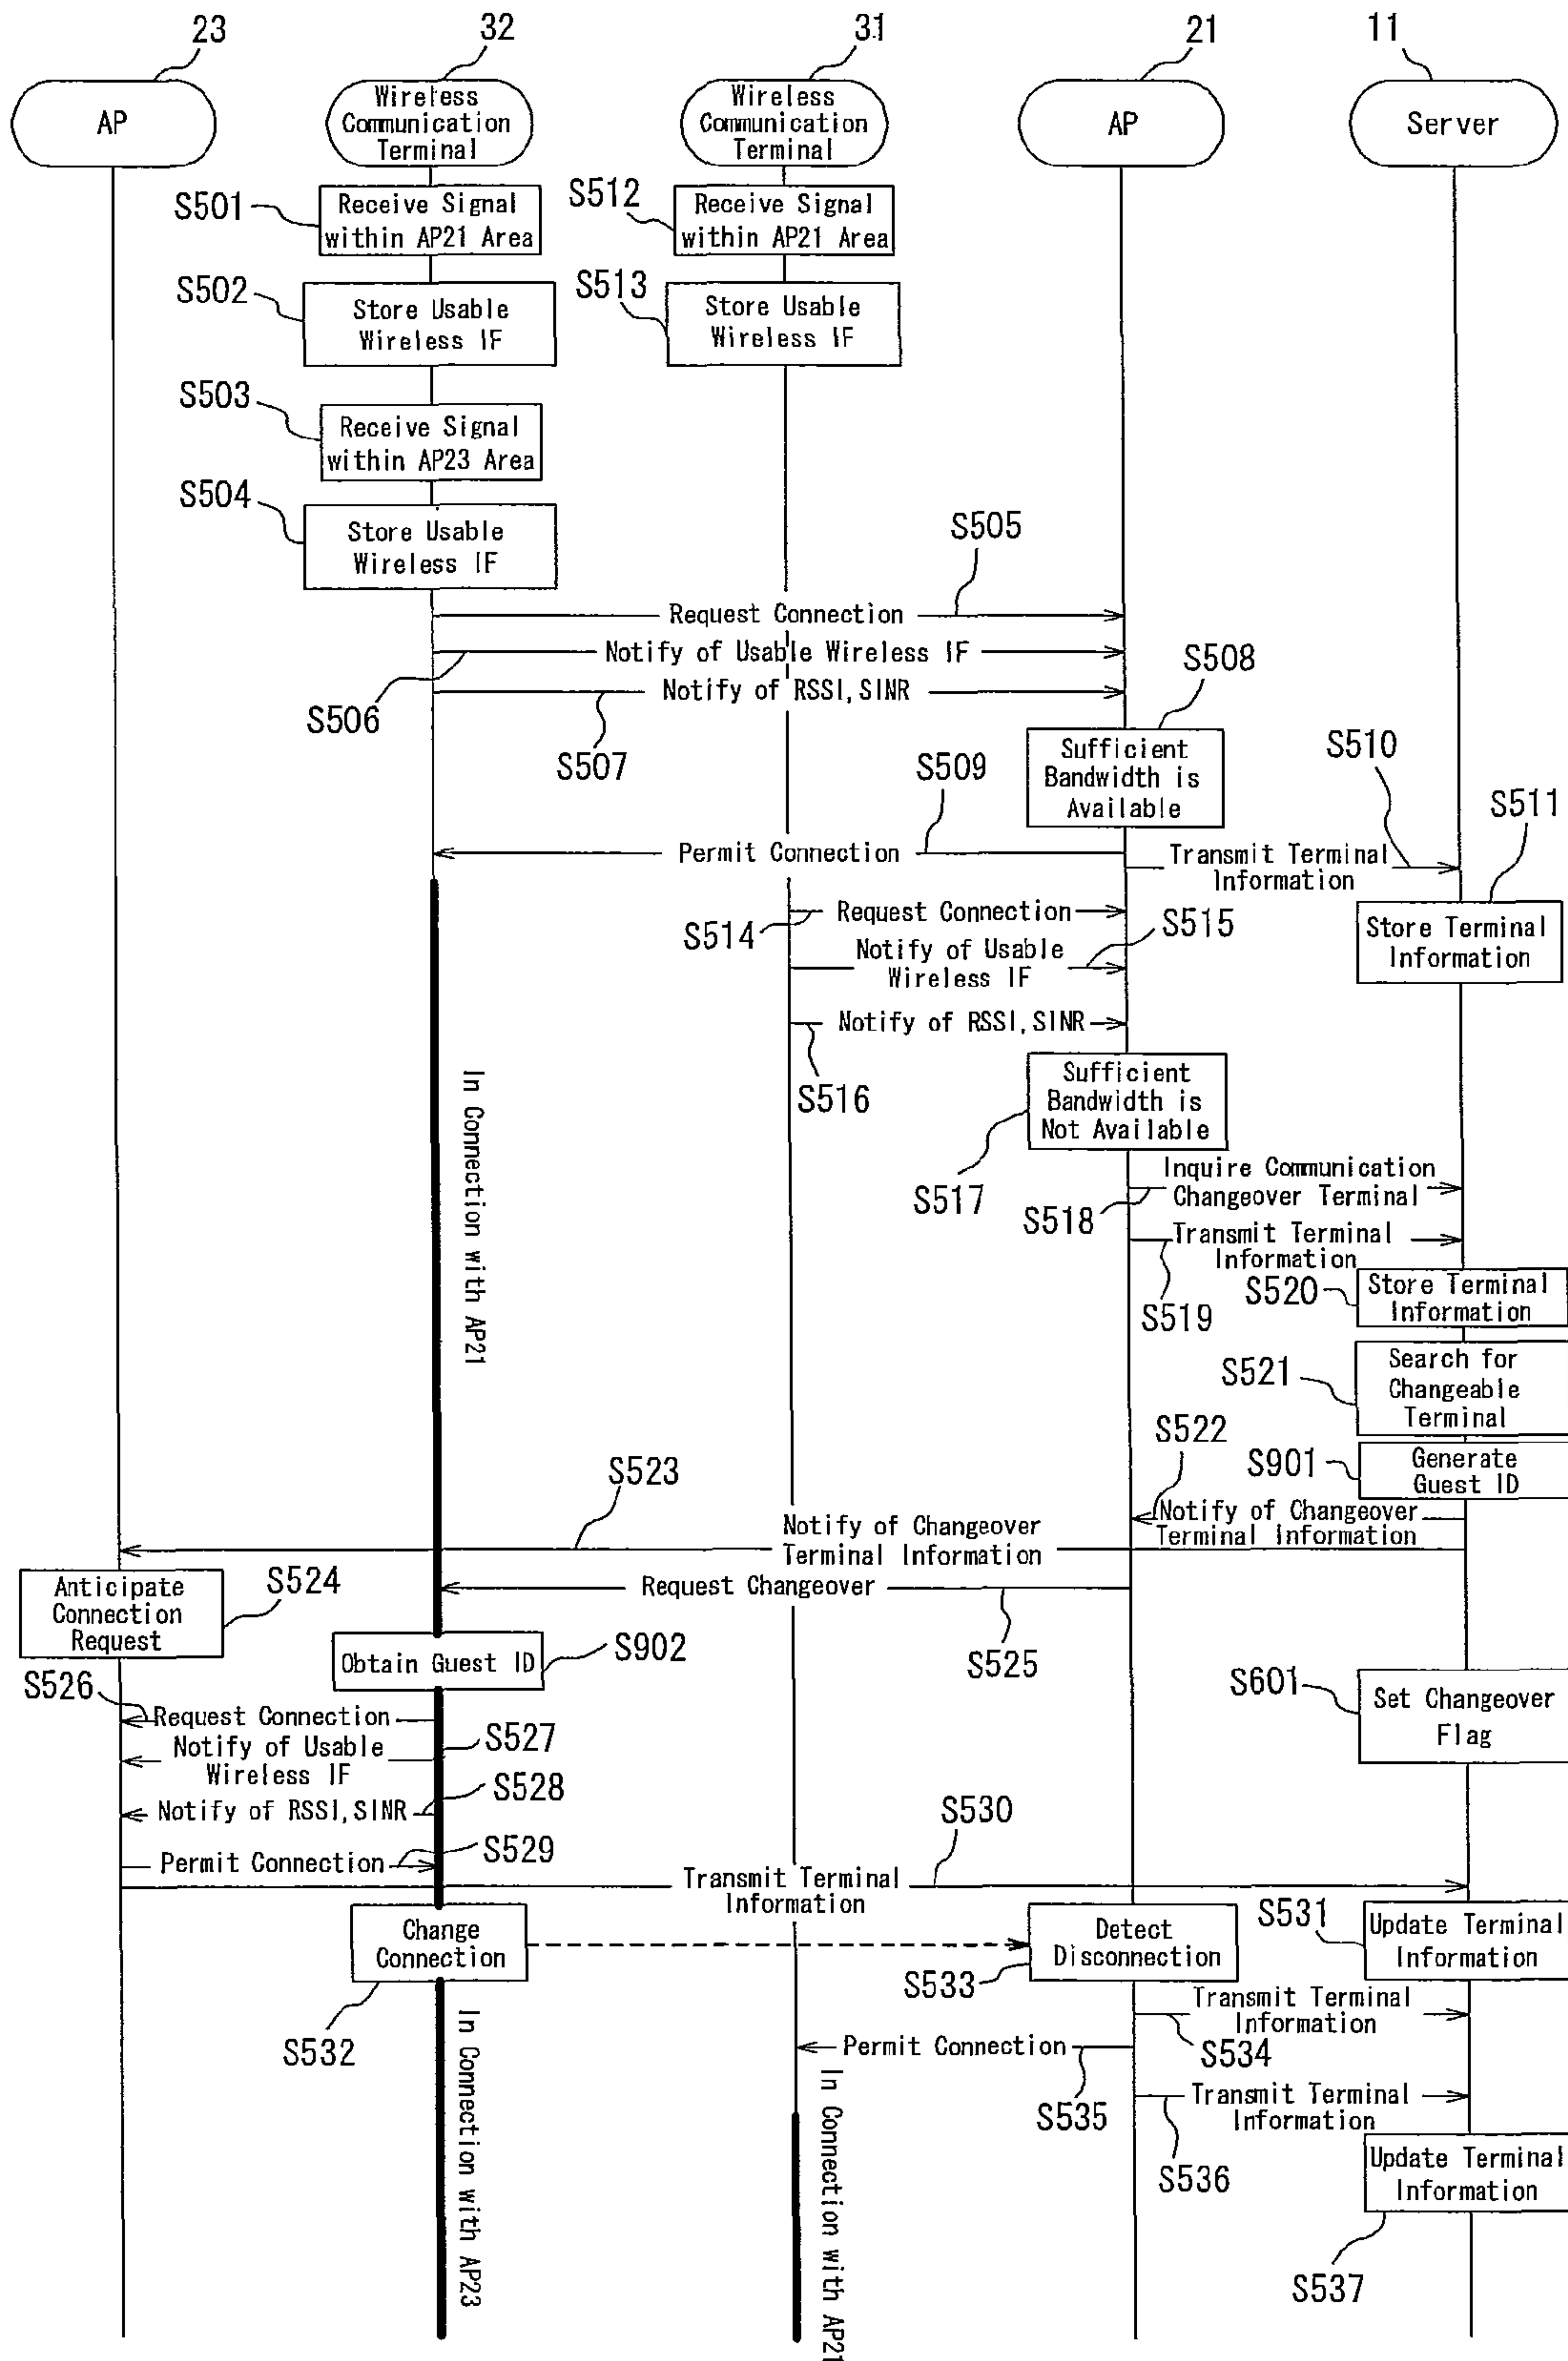 23
32
31
21
11
AP
Wireless
Communication
Terminal
Wireless
Communication
Terminal
AP
Server
S501
Receive Signal
within AP21 Area
S512
Receive Signal
within AP21 Area
S502
Store Usable
Wireless IF
S513
Store Usable
Wireless IF
S503
Receive Signal
within AP23 Area
S504
Store Usable
Wireless IF
S505
Request Connection
Notify of Usable Wireless IF
S506
Notify of RSSI,SINR
S507
S508
Sufficient
Bandwidth is
Available
S509
Permit Connection
S510
Transmit Terminal
Information
S511
Store Terminal
Information
S514
Request Connection
S515
Notify of Usable
Wireless IF
Notify of RSSI,SINR
S516
In Connection with AP21
Sufficient
Bandwidth is
Not Available
S517
Inquire Communication
Changeover Terminal
S518
Transmit Terminal
Information
S519
S520
Store Terminal
Information
S521
Search for
Changeable
Terminal
S522
S901
Generate
Guest ID
Notify of Changeover
Terminal Information
S523
Notify of Changeover
Terminal Information
Request Changeover
S525
Anticipate
Connection
Request
S524
Obtain Guest ID
S902
S601
Set Changeover
Flag
S526
Request Connection
S527
Notify of Usable
Wireless IF
S528
Notify of RSSI,SINR
S529
Permit Connection
S530
Transmit Terminal
Information
Change
Connection
S532
Detect
Disconnection
S533
S531
Update Terminal
Information
Transmit Terminal
Information
S534
Permit Connection
S535
Transmit Terminal
Information
S536
In Connection with AP23
In Connection with AP21
Update Terminal
Information
S537